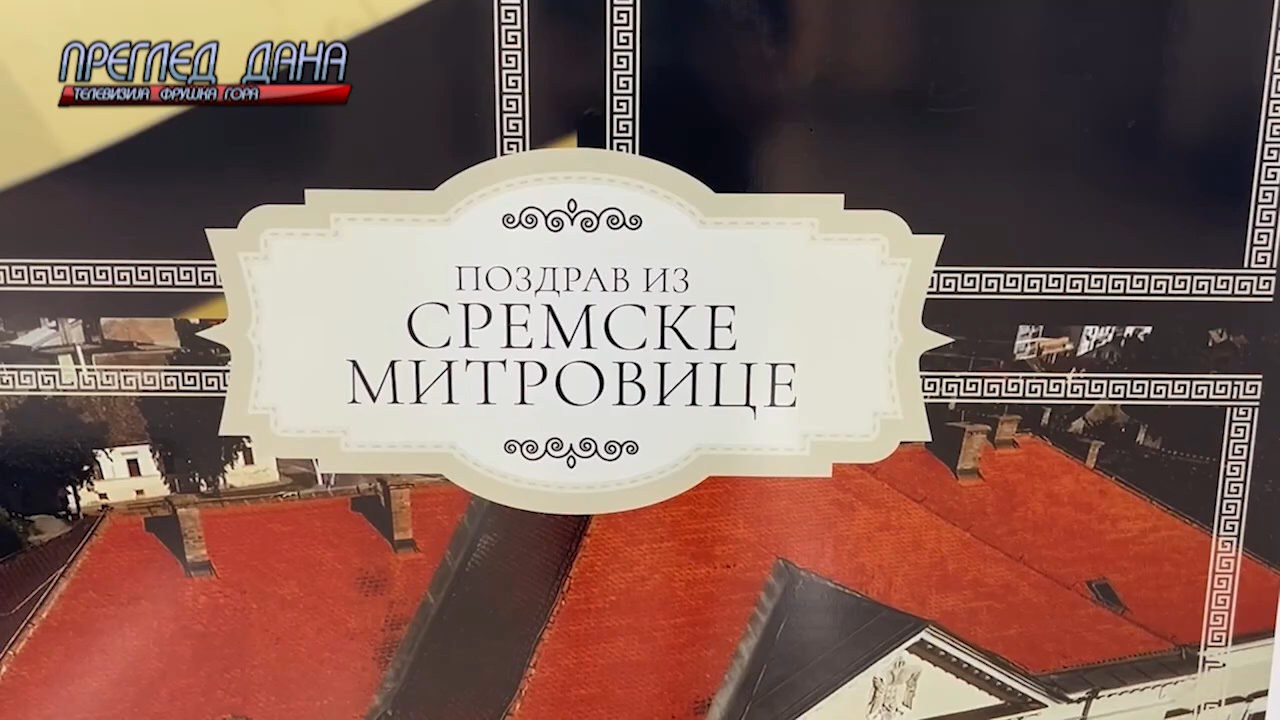 ПРЕГЛЕД ДАНА
ТЕЛЕВИЗИЈА ФРУШКА ГОРА
ПОЗДРАВ ИЗ
СРЕМСКЕ
МИТРОВИЦЕ